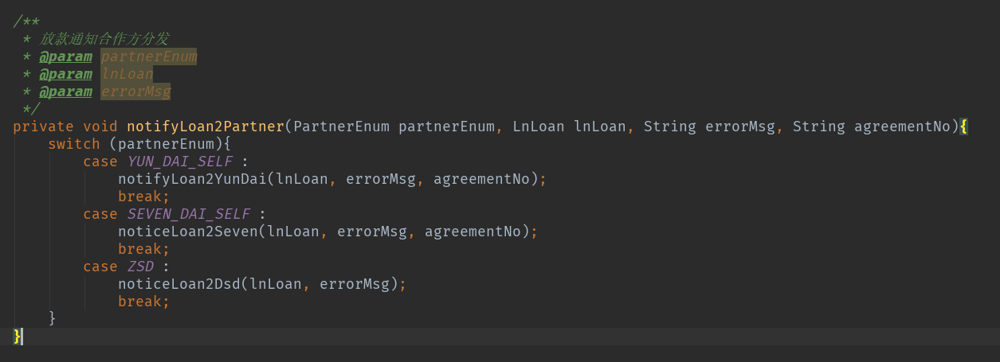 /**
 * 放款通知合作方分发
 * @param partnerEnum
 * @param lnLoan
 * @param errorMsg
 */
private void notifyLoan2Partner(PartnerEnum partnerEnum, LnLoan lnLoan, String errorMsg, String agreementNo){
    switch (partnerEnum){
        case YUN_DAI_SELF :
            notifyLoan2YunDai(lnLoan, errorMsg, agreementNo);
            break;
        case SEVEN_DAI_SELF :
            noticeLoan2Seven(lnLoan, errorMsg, agreementNo);
            break;
        case ZSD :
            noticeLoan2Dsd(lnLoan, errorMsg);
            break;
    }
}